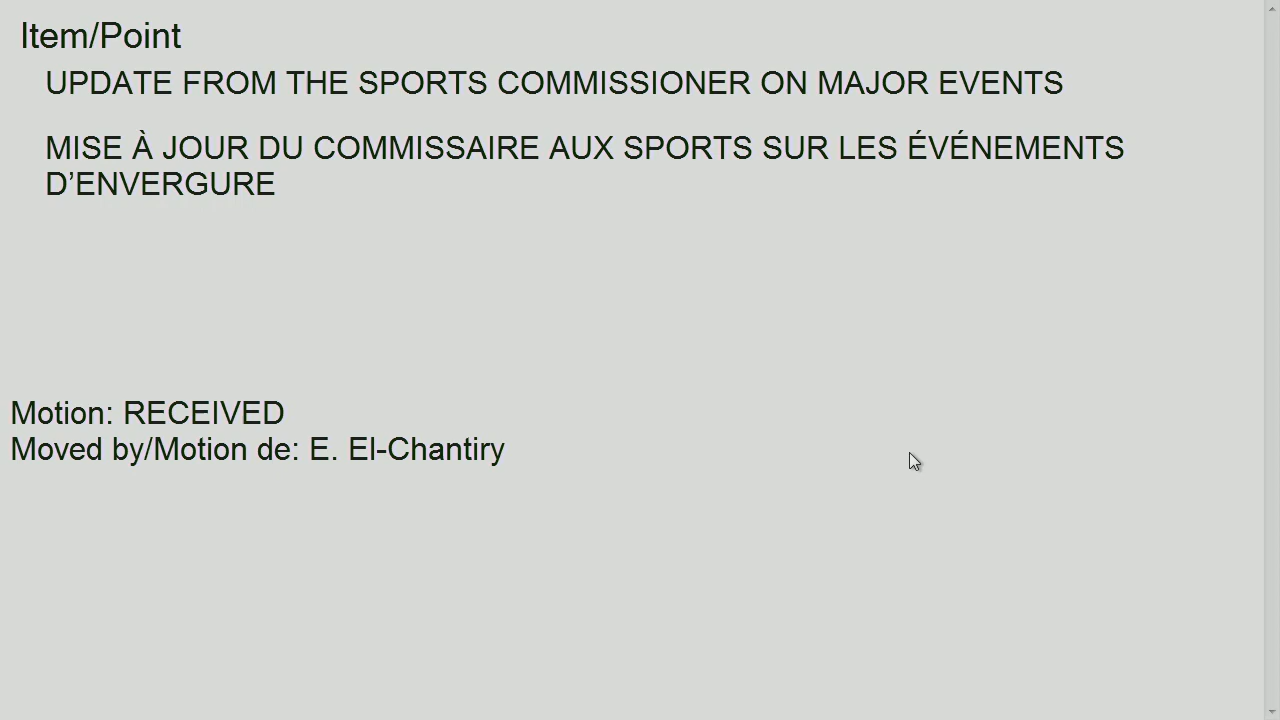 Item/Point
UPDATE FROM THE SPORTS COMMISSIONER ON MAJOR EVENTS
MISE À JOUR DU COMMISSAIRE AUX SPORTS SUR LES ÉVÉNEMENTS
D’ENVERGURE
Motion: RECEIVED
Moved by/Motion de: E. El-Chantiry